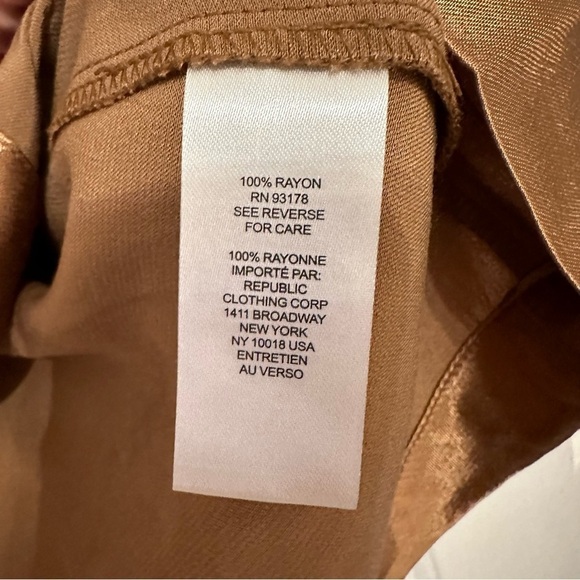 100% RAYON
RN 93178
SEE REVERSE
FOR CARE
100% RAYONNE
IMPORTÉ PAR:
REPUBLIC
CLOTHING CORP
1411 BROADWAY
NEW YORK
NY 10018 USA
ENTRETIEN
AU VERSO